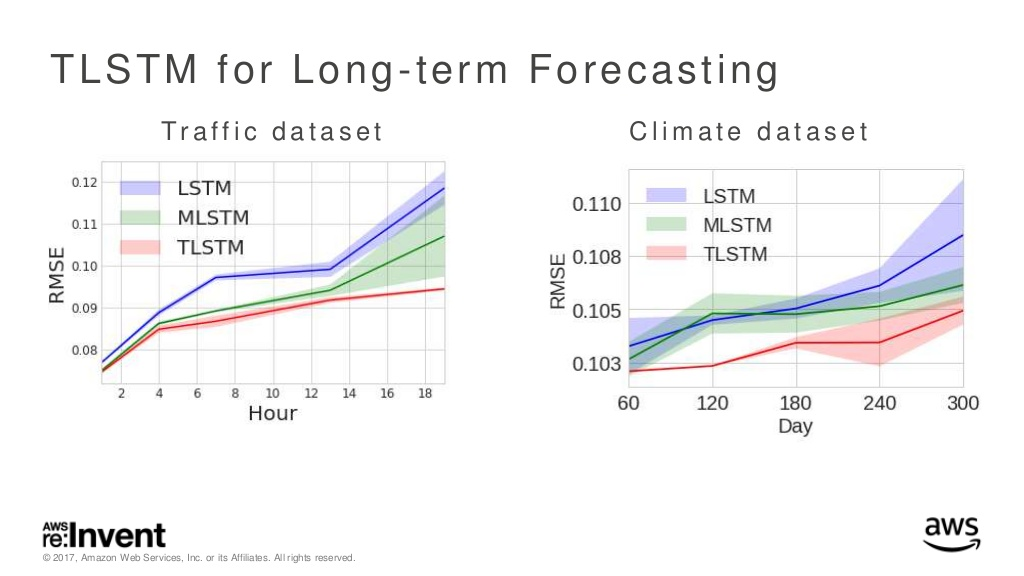 TLSTM for Long-term Forecasting
Traffic dataset
0.12
0.11
0.10
0.09
0.08
RMSE
LSTM
MLSTM
TLSTM
2 4 6 8 10 12 14 16 18
Hour
Climate dataset
0.110
0.108
0.105
0.103
RMSE
LSTM
MLSTM
TLSTM
60 120 180 240 300
Day
AWS
re:Invent
© 2017, Amazon Web Services, Inc. or its Affiliates. All rights reserved.
aws